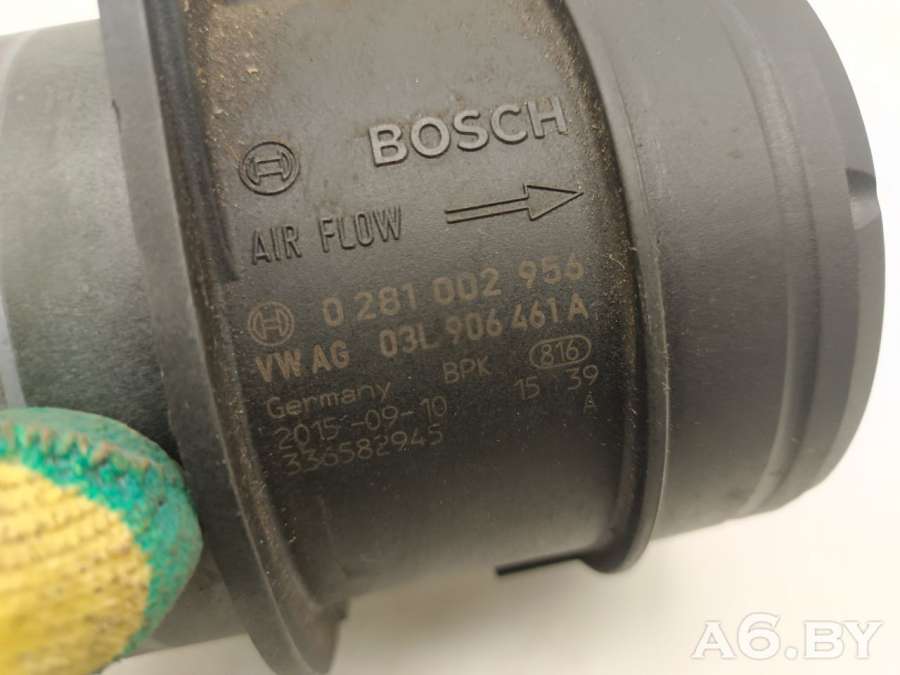 BOSCH
AIR FLOW
0 281 002 956
VW AG 03L 906 461 A
Germany BPK 816
2015-09-10 15 39
336582945 A
A6.BY